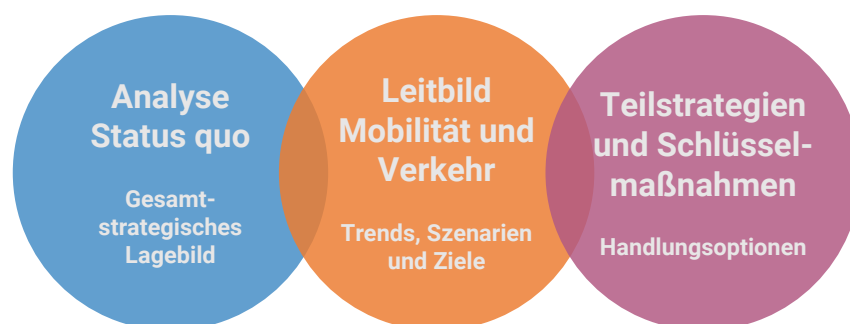 Analyse
Status quo
Gesamt-
strategisches
Lagebild
Leitbild
Mobilität und
Verkehr
Trends, Szenarien
und Ziele
Teilstrategien
und Schlüssel-
maßnahmen
Handlungsoptionen